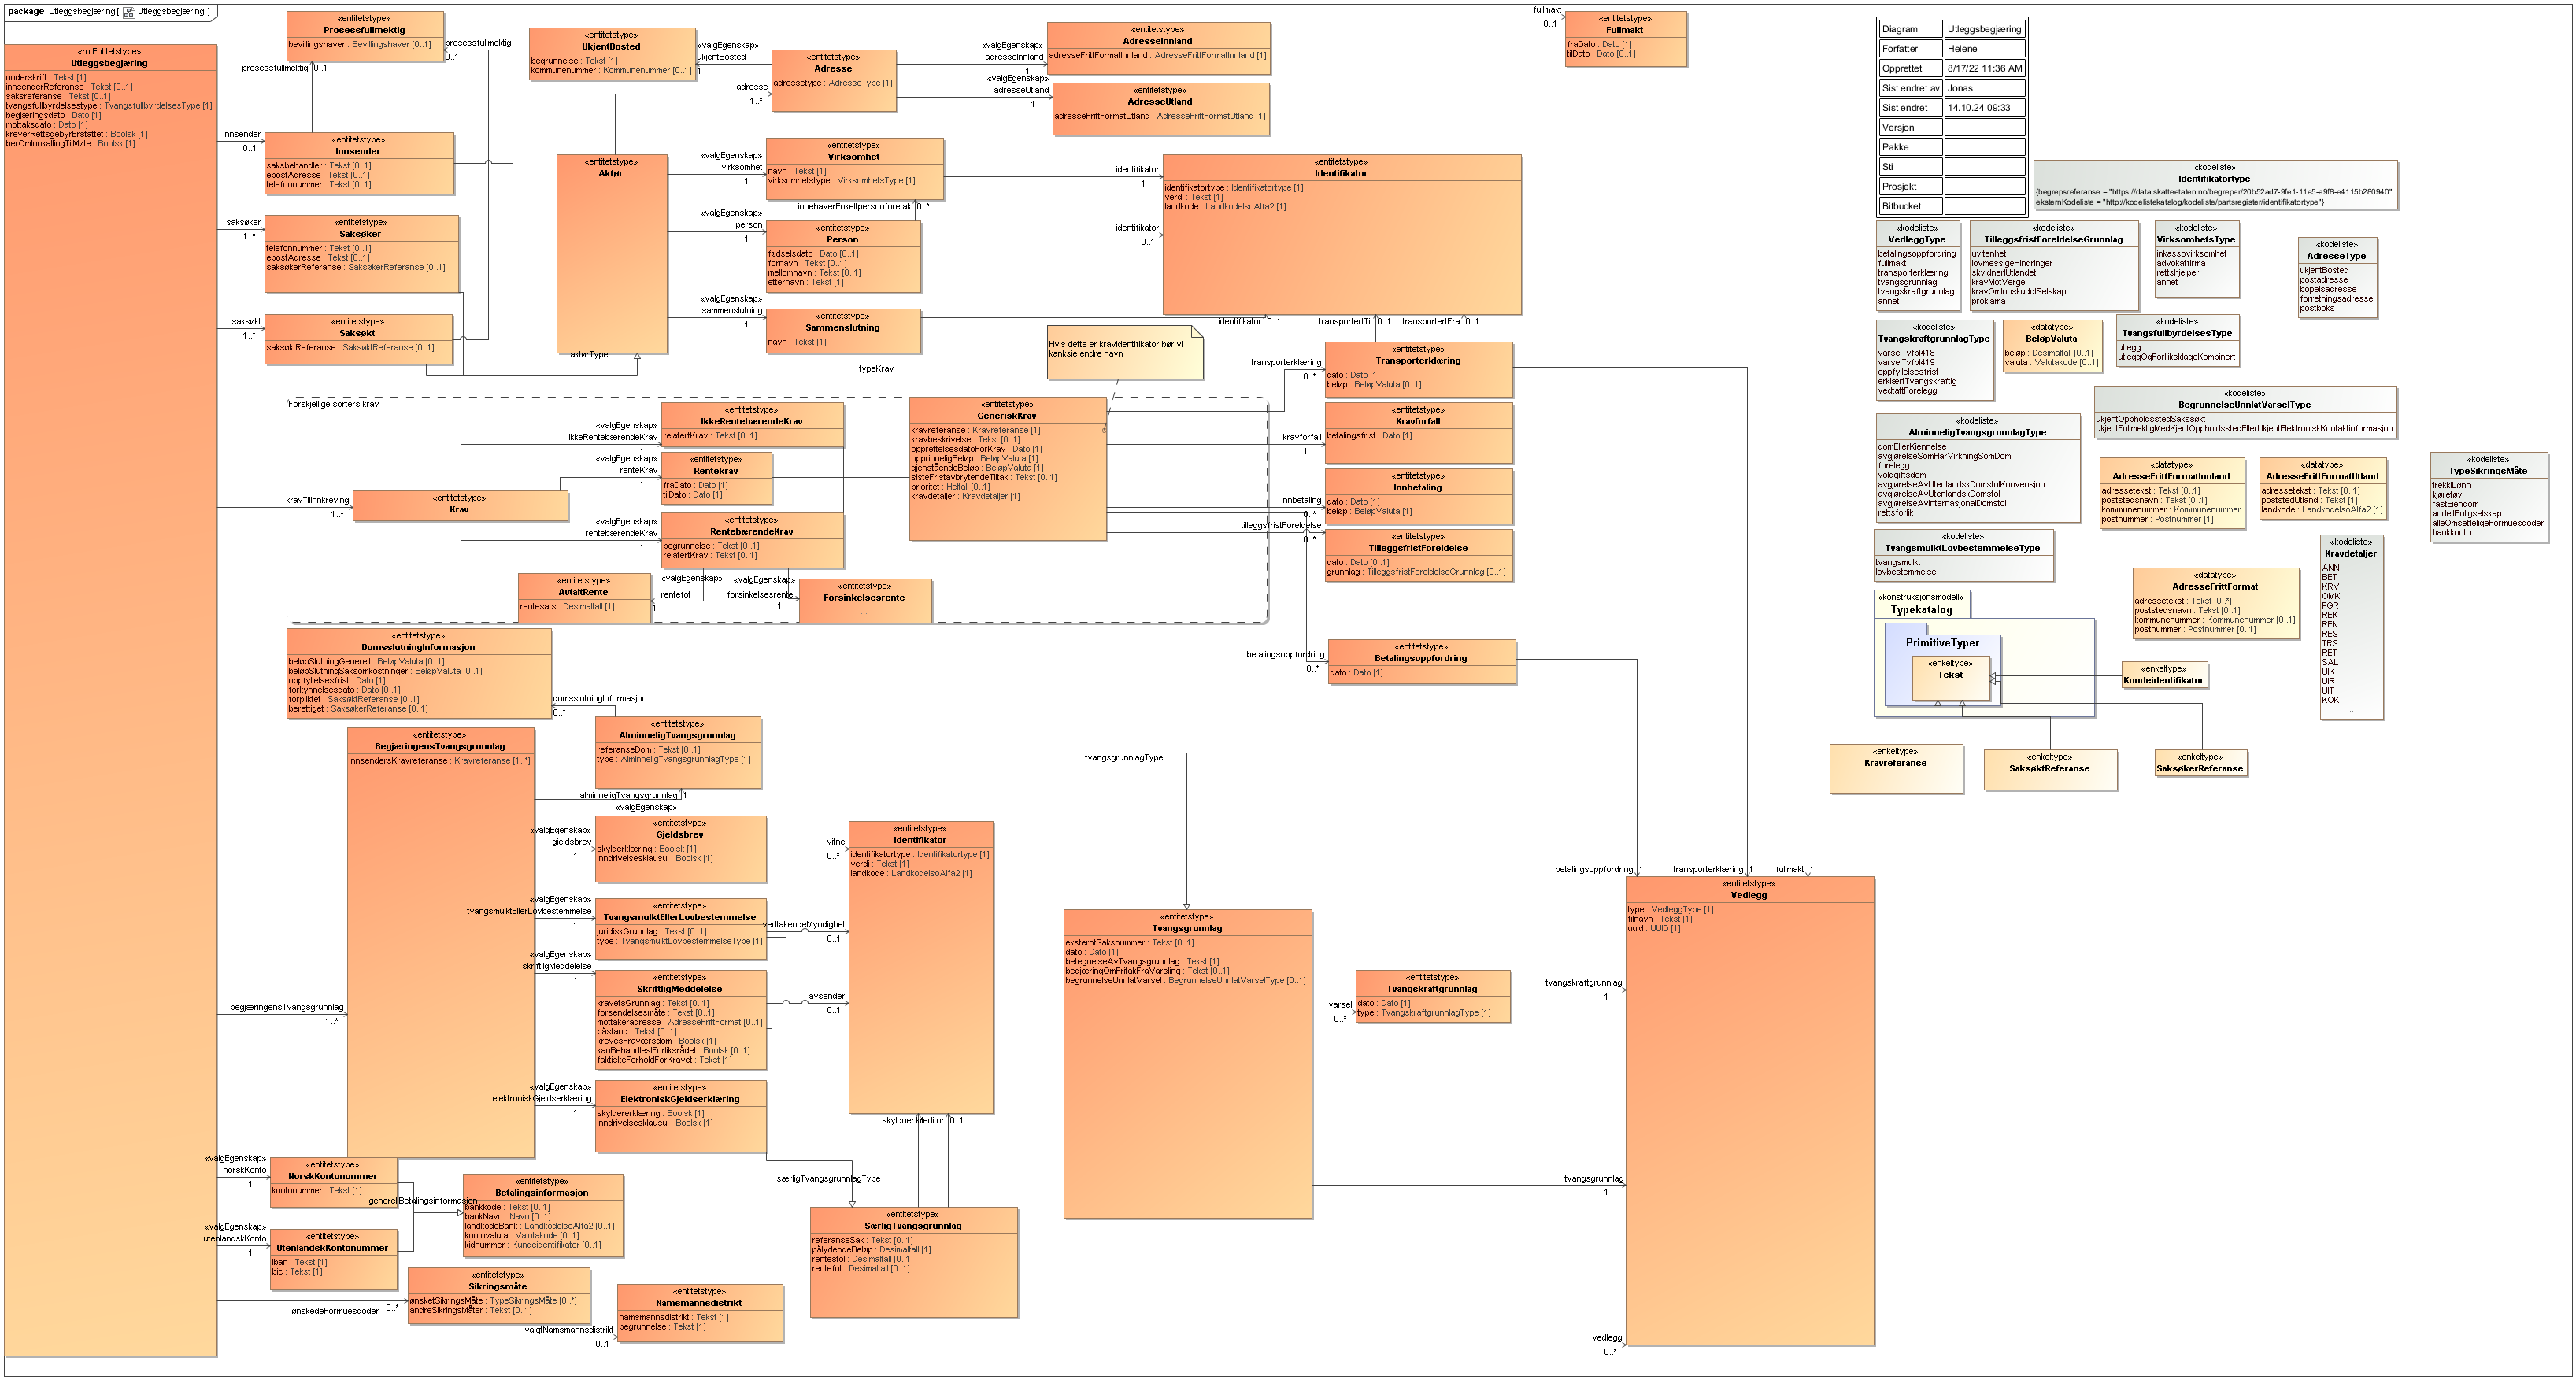 package Utleggsbegjæring [ Utleggsbegjæring ]
«rotEntitetstype»
Utleggsbegjæring
underskrift : Tekst [1]
innsenderReferanse : Tekst [0..1]
saksreferanse : Tekst [0..1]
tvangsfullbyrdelsestype : TvangsfullbyrdelsesType [1]
begjæringsdato : Dato [1]
mottaksdato : Dato [1]
kreverRettsgebyrErstattet : Boolsk [1]
berOmInnkallingTilMøte : Boolsk [1]
«entitetstype»
Prosessfullmektig
bevillingshaver : Bevillingshaver [0..1]
prosessfullmektig
0..1
prosessfullmektig
0..1
innsender
0..1
«entitetstype»
Innsender
saksbehandler : Tekst [0..1]
epostAdresse : Tekst [0..1]
telefonnummer : Tekst [0..1]
saksøker
1..*
«entitetstype»
Saksøker
telefonnummer : Tekst [0..1]
epostAdresse : Tekst [0..1]
saksøkerReferanse : SaksøkerReferanse [0..1]
saksøkt
1..*
«entitetstype»
Saksøkt
saksøktReferanse : SaksøktReferanse [0..1]
«entitetstype»
UkjentBosted
begrunnelse : Tekst [1]
kommunenummer : Kommunenummer [0..1]
«valgEgenskap»
ukjentBosted
1
«entitetstype»
Adresse
adressetype : AdresseType [1]
adresse
1..*
«valgEgenskap»
adresseInnland
1
«entitetstype»
AdresseInnland
adresseFrittFormatInnland : AdresseFrittFormatInnland [1]
«valgEgenskap»
adresseUtland
1
«entitetstype»
AdresseUtland
adresseFrittFormatUtland : AdresseFrittFormatUtland [1]
fullmakt
0..1
«entitetstype»
Fullmakt
fraDato : Dato [1]
tilDato : Dato [0..1]
«entitetstype»
Aktør
aktørType
«valgEgenskap»
virksomhet
1
«entitetstype»
Virksomhet
navn : Tekst [1]
virksomhetstype : VirksomhetsType [1]
innehaverEnkeltpersonforetak
0..*
«valgEgenskap»
person
1
«entitetstype»
Person
fødselsdato : Dato [0..1]
fornavn : Tekst [1]
mellomnavn : Tekst [0..1]
etternavn : Tekst [1]
«valgEgenskap»
sammenslutning
1
«entitetstype»
Sammenslutning
navn : Tekst [1]
identifikator
1
identifikator
0..1
identifikator
0..1
«entitetstype»
Identifikator
identifikatortype : Identifikatortype [1]
verdi : Tekst [1]
landkode : LandkodeIsoAlfa2 [1]
transportertTil
0..1
transportertFra
0..1
Hvis dette er kravidentifikator bør vi
kanksje endre navn
typeKrav
transporterklæring
0..*
«entitetstype»
Transporterklæring
dato : Dato [1]
beløp : BeløpValuta [0..1]
Forskjellige sorters krav
«valgEgenskap»
ikkeRentebærendeKrav
1
«entitetstype»
IkkeRentebærendeKrav
relatertKrav : Tekst [0..1]
«valgEgenskap»
renteKrav
1
«entitetstype»
Rentekrav
fraDato : Dato [1]
tilDato : Dato [1]
kravTilInnkreving
1..*
«entitetstype»
Krav
«valgEgenskap»
rentebærendeKrav
1
«entitetstype»
RentebærendeKrav
begrunnelse : Tekst [0..1]
relatertKrav : Tekst [0..1]
«entitetstype»
GeneriskKrav
kravreferanse : Kravreferanse [1]
kravbeskrivelse : Tekst [0..1]
opprettelsesdatoForKrav : Dato [1]
opprinneligBeløp : BeløpValuta [1]
gjenståendeBeløp : BeløpValuta [1]
sisteFristavbrytendeTiltak : Dato [0..1]
prioritet : Heltall [0..1]
kravdetaljer : Kravdetaljer [1]
«valgEgenskap»
rentefot
1
«entitetstype»
AvtaltRente
rentesats : Desimaltall [1]
«valgEgenskap»
forsinkelsesrente
1
«entitetstype»
Forsinkelsesrente
...
kravforfall
1
«entitetstype»
Kravforfall
betalingsfrist : Dato [1]
innbetaling
0..*
«entitetstype»
Innbetaling
dato : Dato [1]
beløp : BeløpValuta [1]
tilleggsfristForeldelse
0..*
«entitetstype»
TilleggsfristForeldelse
dato : Dato [0..1]
grunnlag : TilleggsfristForeldelseGrunnlag [0..1]
betalingsoppfordring
0..*
«entitetstype»
Betalingsoppfordring
dato : Dato [1]
«entitetstype»
DomsslutningInformasjon
beløpSlutningGenerell : BeløpValuta [0..1]
beløpSlutningSaksomkostninger : BeløpValuta [0..1]
oppfyllelsesfrist : Dato [1]
forkynnelsesdato : Dato [0..1]
forpliktet : SaksøktReferanse [0..1]
berettiget : SaksøkerReferanse [0..1]
domsslutningInformasjon
0..*
«entitetstype»
AlminneligTvangsgrunnlag
referanseDom : Tekst [0..1]
type : AlminneligTvangsgrunnlagType [1]
alminneligTvangsgrunnlag
1
«valgEgenskap»
«entitetstype»
BegjæringensTvangsgrunnlag
innsendersKravreferanse : Kravreferanse [1..*]
begjæringensTvangsgrunnlag
1..*
«valgEgenskap»
gjeldsbrev
1
«entitetstype»
Gjeldsbrev
skylderklæring : Boolsk [1]
inndrivelsesklausul : Boolsk [1]
vitne
0..*
«valgEgenskap»
tvangsmulktEllerLovbestemmelse
1
«entitetstype»
TvangsmulktEllerLovbestemmelse
juridiskGrunnlag : Tekst [0..1]
type : TvangsmulktLovbestemmelseType [1]
vedtakendeMyndighet
0..1
«valgEgenskap»
skriftligMeddelelse
1
«entitetstype»
SkriftligMeddelelse
kravetsGrunnlag : Tekst [0..1]
forsendelsesmåte : Tekst [0..1]
mottakeradresse : AdresseFrittFormat [0..1]
påstand : Tekst [0..1]
krevesFraværsdom : Boolsk [1]
kanBehandlesIForliksrådet : Boolsk [0..1]
faktiskeForholdForKravet : Tekst [1]
avsender
0..1
«valgEgenskap»
elektroniskGjeldserklæring
1
«entitetstype»
ElektroniskGjeldserklæring
skyldererklæring : Boolsk [1]
inndrivelsesklausul : Boolsk [1]
«entitetstype»
Identifikator
identifikatortype : Identifikatortype [1]
verdi : Tekst [1]
landkode : LandkodeIsoAlfa2 [1]
skyldner
kreditor
0..1
særligTvangsgrunnlagType
«entitetstype»
SærligTvangsgrunnlag
referanseSak : Tekst [0..1]
pålydendeBeløp : Desimaltall [1]
rentestol : Desimaltall [0..1]
rentefot : Desimaltall [0..1]
tvangsgrunnlagType
«entitetstype»
Tvangsgrunnlag
eksterntSaksnummer : Tekst [0..1]
dato : Dato [1]
betegnelseAvTvangsgrunnlag : Tekst [1]
begjæringOmFritakFraVarsling : Tekst [0..1]
begrunnelseUnnlatVarsel : BegrunnelseUnnlatVarselType [0..1]
varsel
0..*
«entitetstype»
Tvangskraftgrunnlag
dato : Dato [1]
type : TvangskraftgrunnlagType [1]
tvangskraftgrunnlag
1
tvangsgrunnlag
1
betalingsoppfordring
1
transporterklæring
1
fullmakt
1
«entitetstype»
Vedlegg
type : VedleggType [1]
filnavn : Tekst [1]
uuid : UUID [1]
«valgEgenskap»
norskKonto
1
«entitetstype»
NorskKontonummer
kontonummer : Tekst [1]
generellBetalingsinformasjon
«valgEgenskap»
utenlandskKonto
1
«entitetstype»
UtenlandskKontonummer
iban : Tekst [1]
bic : Tekst [1]
«entitetstype»
Betalingsinformasjon
bankkode : Tekst [0..1]
bankNavn : Navn [0..1]
landkodeBank : LandkodeIsoAlfa2 [0..1]
kontovaluta : Valutakode [0..1]
kidnummer : Kundeidentifikator [0..1]
ønskedeFormuesgoder
0..*
«entitetstype»
Sikringsmåte
ønsketSikringsMåte : TypeSikringsMåte [0..*]
andreSikringsMåter : Tekst [0..1]
valgtNamsmannsdistrikt
0..1
«entitetstype»
Namsmannsdistrikt
namsmannsdistrikt : Tekst [1]
begrunnelse : Tekst [1]
vedlegg
0..*
Diagram Utleggsbegjæring
Forfatter Helene
Opprettet 8/17/22 11:36 AM
Sist endret av Jonas
Sist endret 14.10.24 09:33
Versjon
Pakke
Sti
Prosjekt
Bitbucket
«kodeliste»
Identifikatortype
{begrepsreferanse = "https://data.skatteetaten.no/begreper/20b52ad7-9fe1-11e5-a9f8-e4115b280940",
eksternKodeliste = "http://kodelistekatalog/kodeliste/partsregister/identifikatortype"}
«kodeliste»
VedleggType
betalingsoppfordring
fullmakt
transporterklæring
tvangsgrunnlag
tvangskraftgrunnlag
annet
«kodeliste»
TilleggsfristForeldelseGrunnlag
uvitenhet
lovmessigeHindringer
skyldnerIUtlandet
kravMotVerge
kravOmInnskuddISelskap
proklama
«kodeliste»
VirksomhetsType
inkassovirksomhet
advokatfirma
rettshjelper
annet
«kodeliste»
AdresseType
ukjentBosted
postadresse
bopelsadresse
forretningsadresse
postboks
«kodeliste»
TvangskraftgrunnlagType
varselTvfbl418
varselTvfbl419
oppfyllelsesfrist
erklærtTvangskraftig
vedtattForelegg
«datatype»
BeløpValuta
beløp : Desimaltall [0..1]
valuta : Valutakode [0..1]
«kodeliste»
TvangsfullbyrdelsesType
utlegg
utleggOgForliksklageKombinert
«kodeliste»
BegrunnelseUnnlatVarselType
ukjentOppholdsstedSakssøkt
ukjentFullmektigMedKjentOppholdsstedEllerUkjentElektroniskKontaktinformasjon
«kodeliste»
AlminneligTvangsgrunnlagType
domEllerKjennelse
avgjørelseSomHarVirkningSomDom
forelegg
voldgiftsdom
avgjørelseAvUtenlandskDomstolKonvensjon
avgjørelseAvUtenlandskDomstol
avgjørelseAvInternasjonalDomstol
rettsforlik
«datatype»
AdresseFrittFormatInnland
adressetekst : Tekst [0..1]
poststedsnavn : Tekst [0..1]
kommunenummer : Kommunenummer
postnummer : Postnummer [1]
«datatype»
AdresseFrittFormatUtland
adressetekst : Tekst [0..1]
poststedUtland : Tekst [1]
landkode : LandkodeIsoAlfa2 [1]
«kodeliste»
TypeSikringsMåte
trekkILønn
kjøretøy
fastEiendom
andelIBoligselskap
alleOmsetteligeFormuesgoder
bankkonto
«kodeliste»
TvangsmulktLovbestemmelseType
tvangsmulkt
lovbestemmelse
«kodeliste»
Kravdetaljer
ANN
BET
KRV
OMK
PGR
REK
REN
RES
TRS
RET
SAL
UIK
UIR
UIT
KOK
...
«datatype»
AdresseFrittFormat
adressetekst : Tekst [0..*]
poststedsnavn : Tekst [0..1]
kommunenummer : Kommunenummer [0..1]
postnummer : Postnummer [0..1]
«konstruksjonsmodell»
Typekatalog
PrimitiveTyper
«enkeltype»
Tekst
«enkeltype»
Kundeidentifikator
«enkeltype»
Kravreferanse
«enkeltype»
SaksøktReferanse
«enkeltype»
SaksøkerReferanse